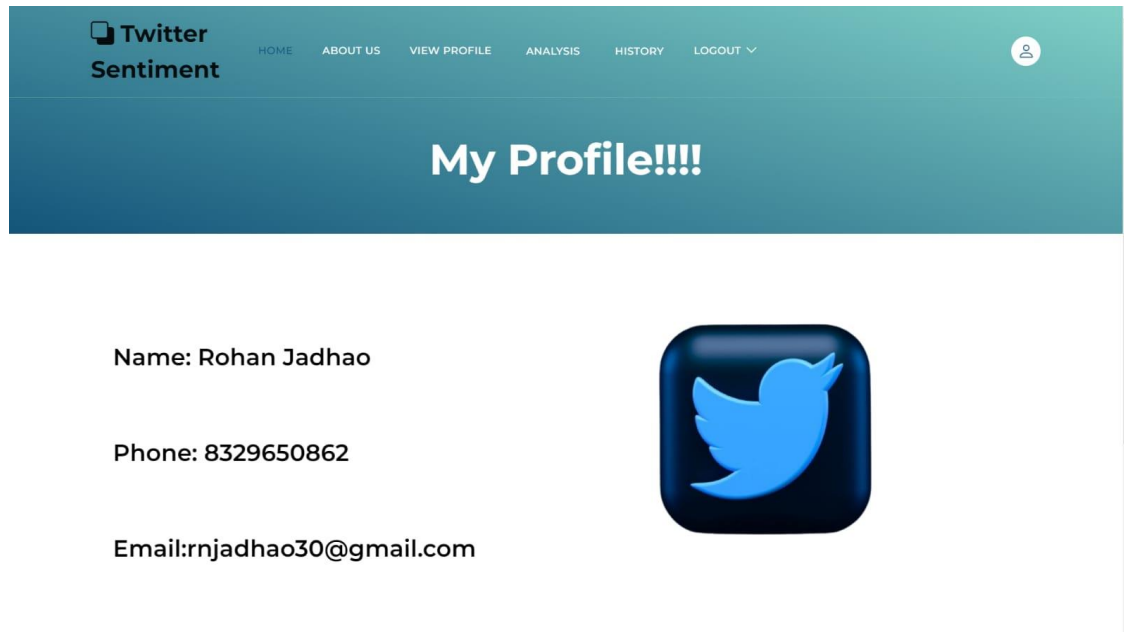 Twitter
Sentiment
HOME ABOUT US VIEW PROFILE ANALYSIS HISTORY LOGOUT
My Profile!!!!
Name: Rohan Jadhao
Phone: 8329650862
Email:rnjadhao30@gmail.com